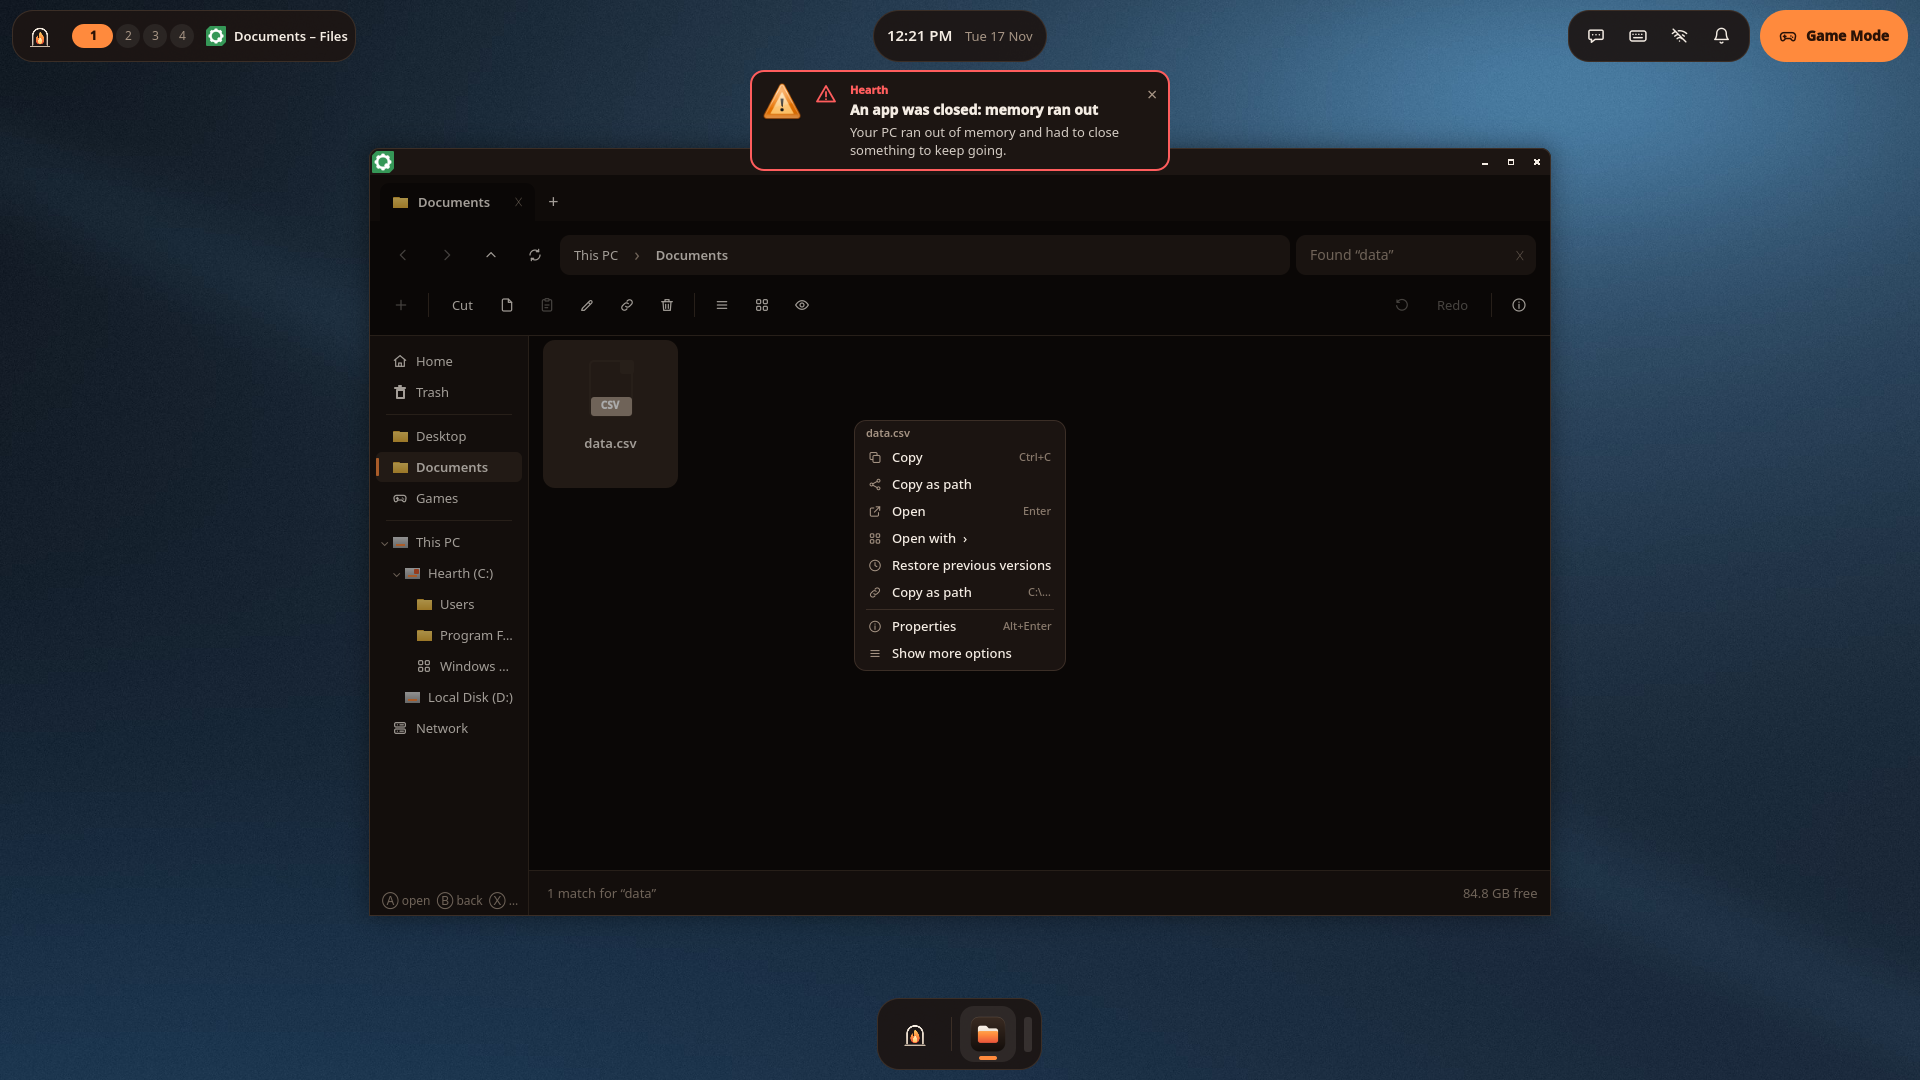 1 2 3 4 Documents – Files
12:21 PM Tue 17 Nov
Game Mode
Hearth
An app was closed: memory ran out
Your PC ran out of memory and had to close
something to keep going.
Documents X +
This PC › Documents
Found “data” X
Cut
Redo
Home
Trash
Desktop
Documents
Games
This PC
Hearth (C:)
Users
Program F...
Windows ...
Local Disk (D:)
Network
A open B back X ...
CSV
data.csv
data.csv
Copy Ctrl+C
Copy as path
Open Enter
Open with ›
Restore previous versions
Copy as path C:\...
Properties Alt+Enter
Show more options
1 match for “data”
84.8 GB free